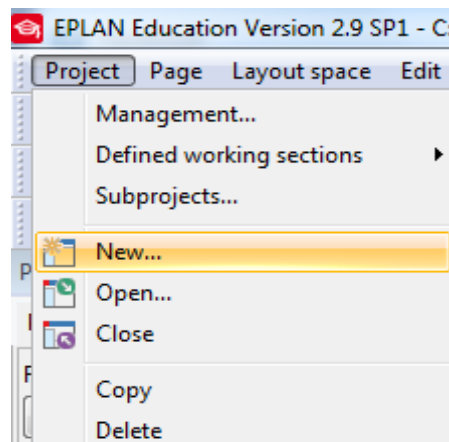 EPLAN Education Version 2.9 SP1 -
Project Page Layout space Edit
Management...
Defined working sections
Subprojects...
New...
Open...
Close
Copy
Delete